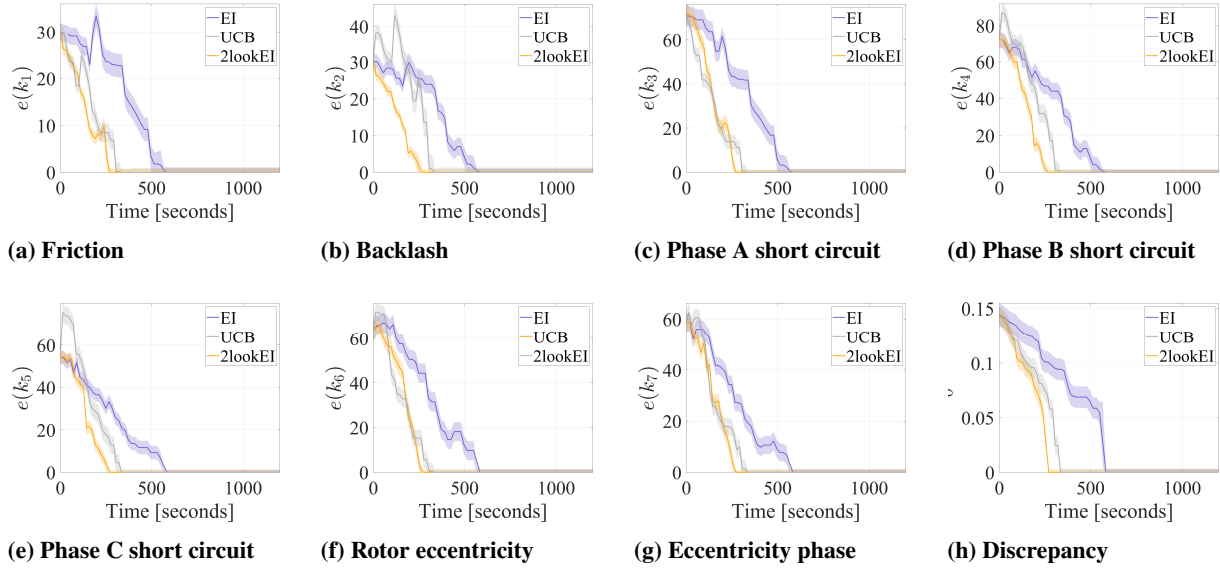 EI
UCB
2lookEI
e(k₁)
30
20
10
0
0 500 1000
Time [seconds]
(a) Friction
EI
UCB
2lookEI
e(k₂)
40
30
20
10
0
0 500 1000
Time [seconds]
(b) Backlash
EI
UCB
2lookEI
e(k₃)
60
40
20
0
0 500 1000
Time [seconds]
(c) Phase A short circuit
EI
UCB
2lookEI
e(k₄)
80
60
40
20
0
0 500 1000
Time [seconds]
(d) Phase B short circuit
EI
UCB
2lookEI
e(k₅)
60
40
20
0
0 500 1000
Time [seconds]
(e) Phase C short circuit
EI
UCB
2lookEI
e(k₆)
60
40
20
0
0 500 1000
Time [seconds]
(f) Rotor eccentricity
EI
UCB
2lookEI
e(k₇)
60
40
20
0
0 500 1000
Time [seconds]
(g) Eccentricity phase
EI
UCB
2lookEI
0.15
0.1
0.05
0
0 500 1000
Time [seconds]
(h) Discrepancy